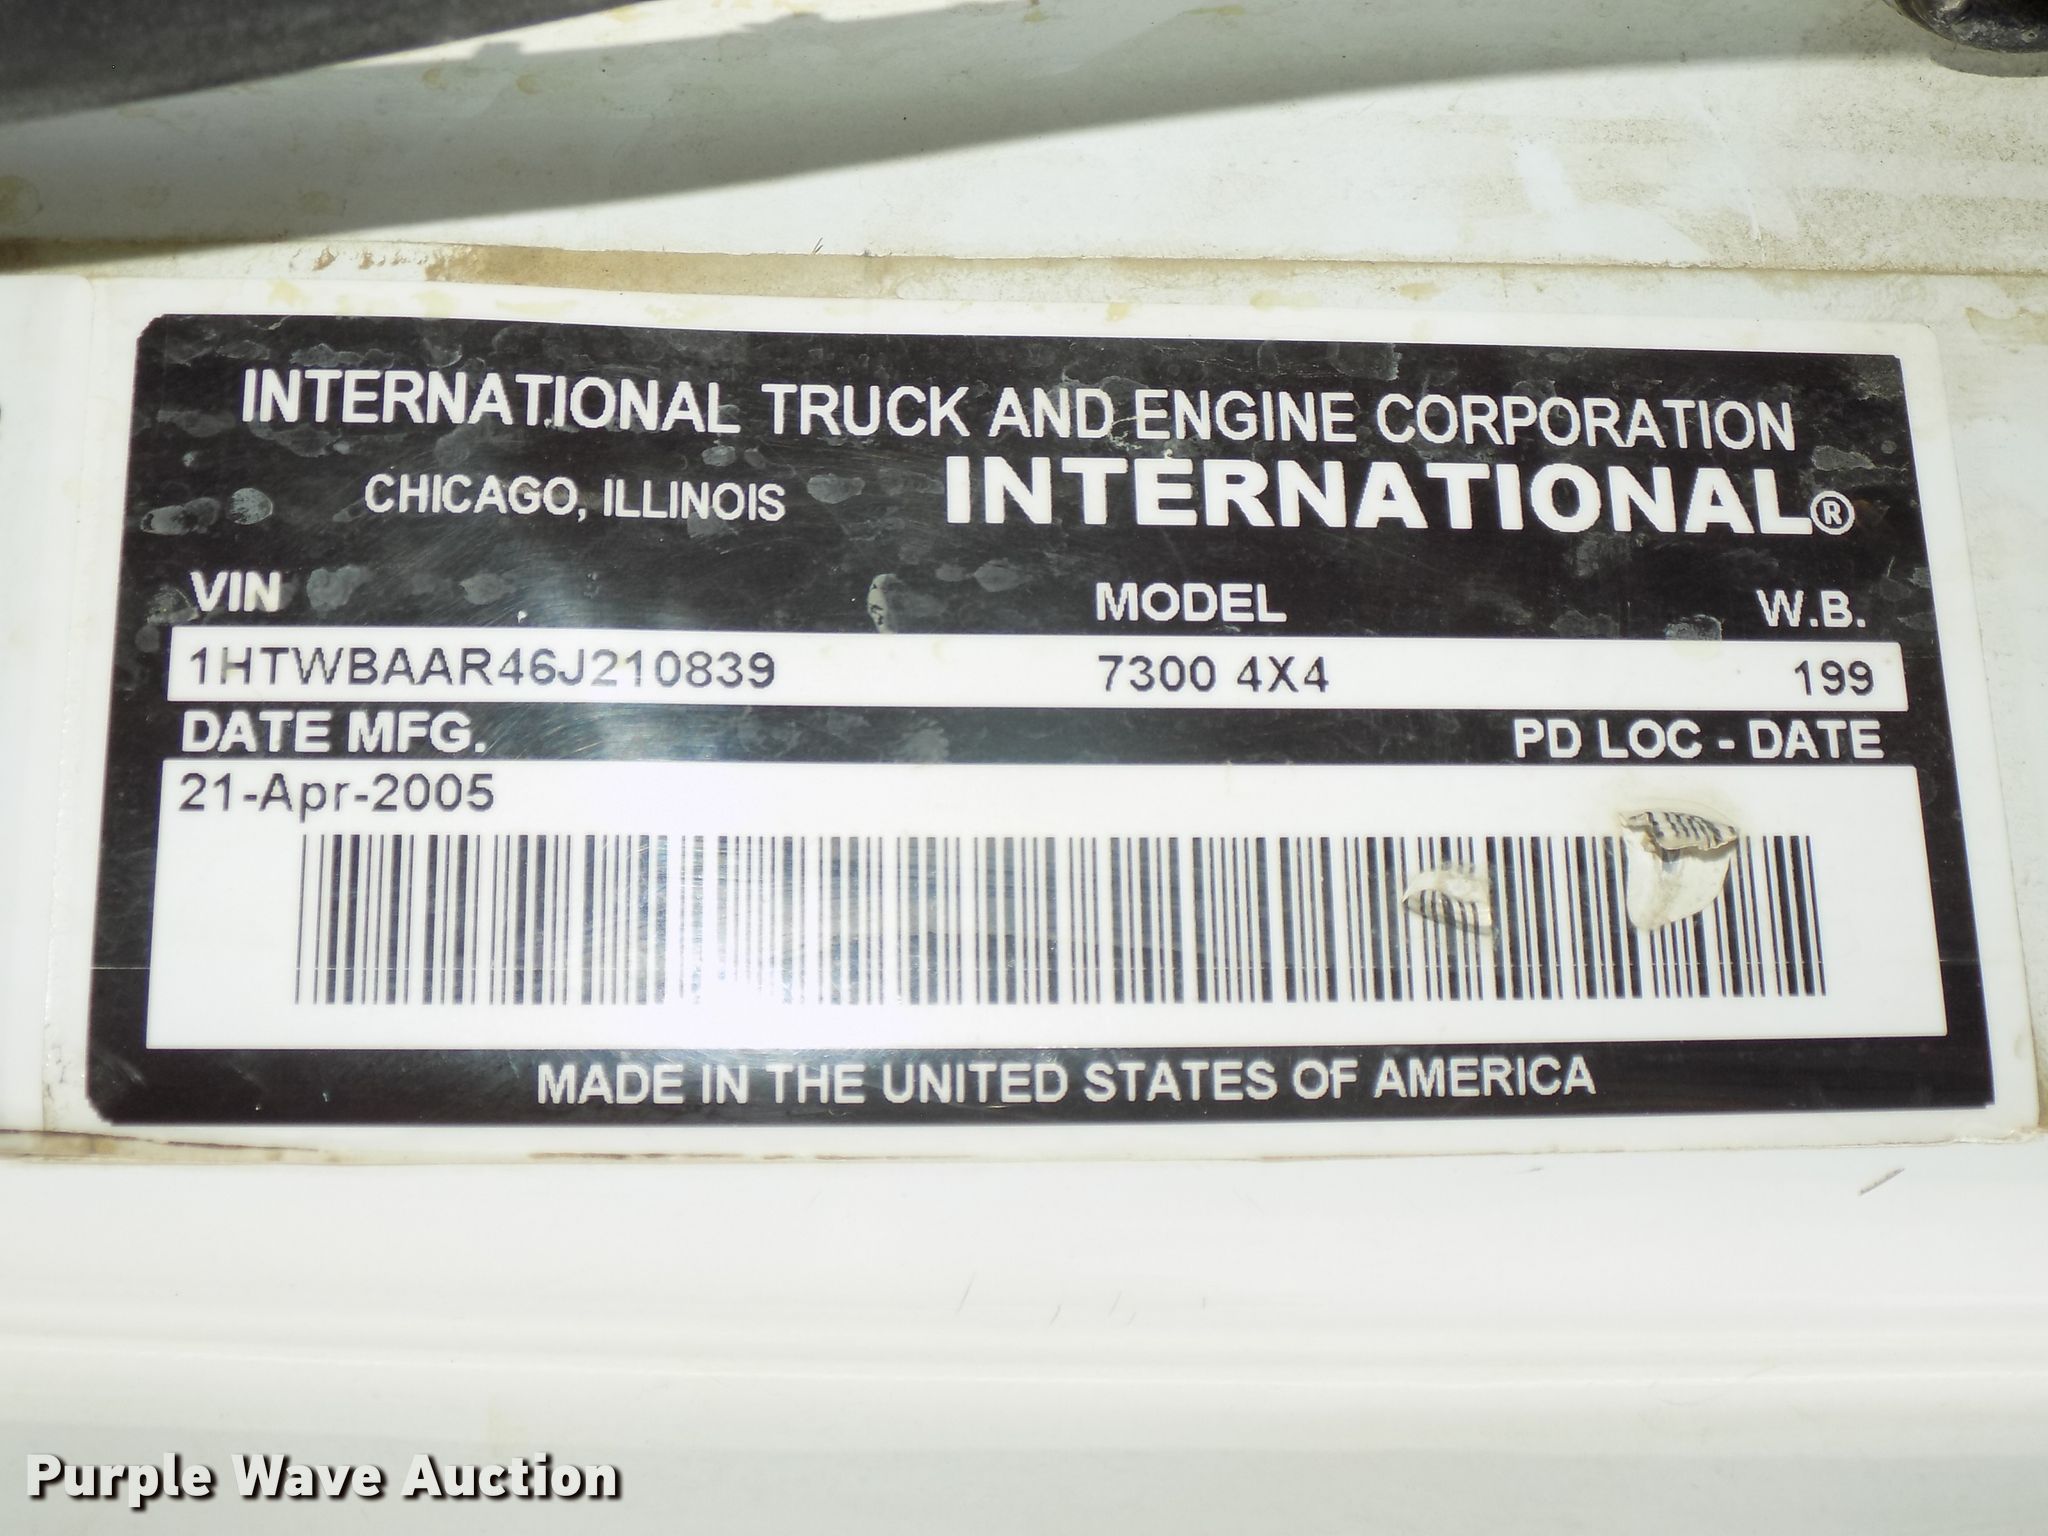 INTERNATIONAL TRUCK AND ENGINE CORPORATION
CHICAGO, ILLINOIS INTERNATIONAL®
VIN MODEL W.B.
1HTWBAAR46J210839 7300 4X4 199
DATE MFG. PD LOC - DATE
21-Apr-2005
MADE IN THE UNITED STATES OF AMERICA
Purple Wave Auction